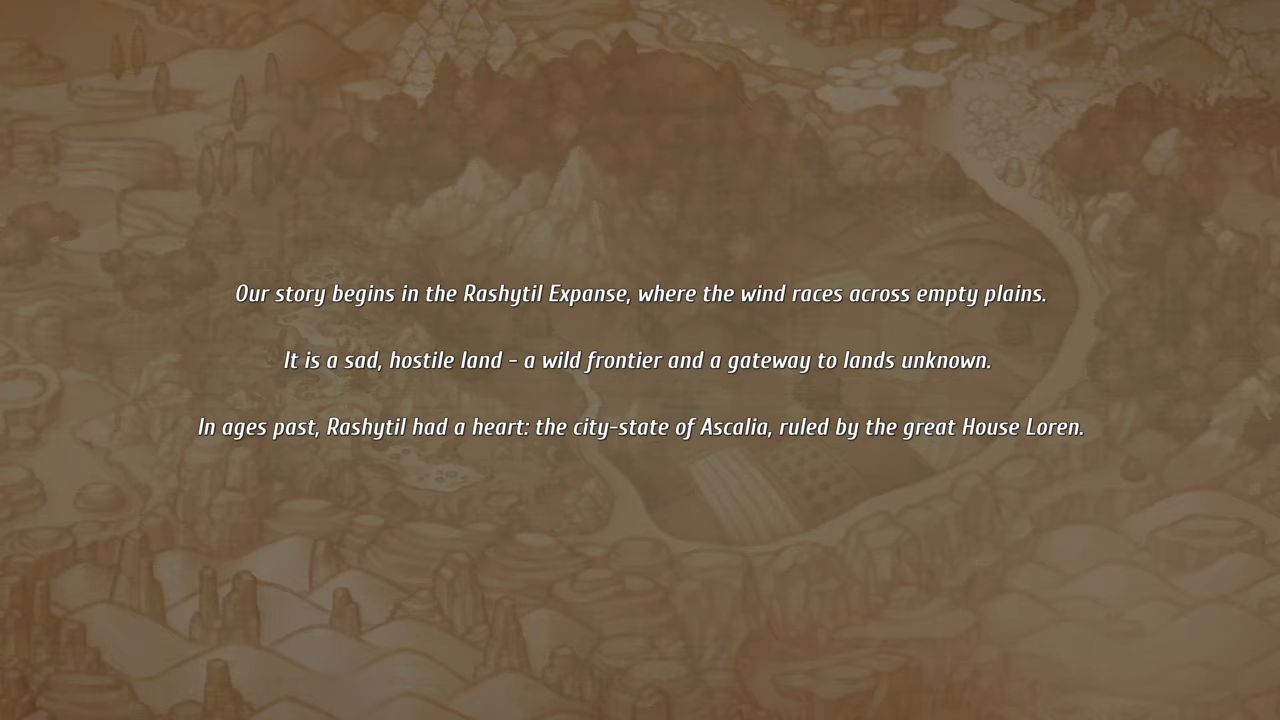 Our story begins in the Rashytil Expanse, where the wind races across empty plains.
It is a sad, hostile land - a wild frontier and a gateway to lands unknown.
In ages past, Rashytil had a heart: the city-state of Ascalia, ruled by the great House Loren.